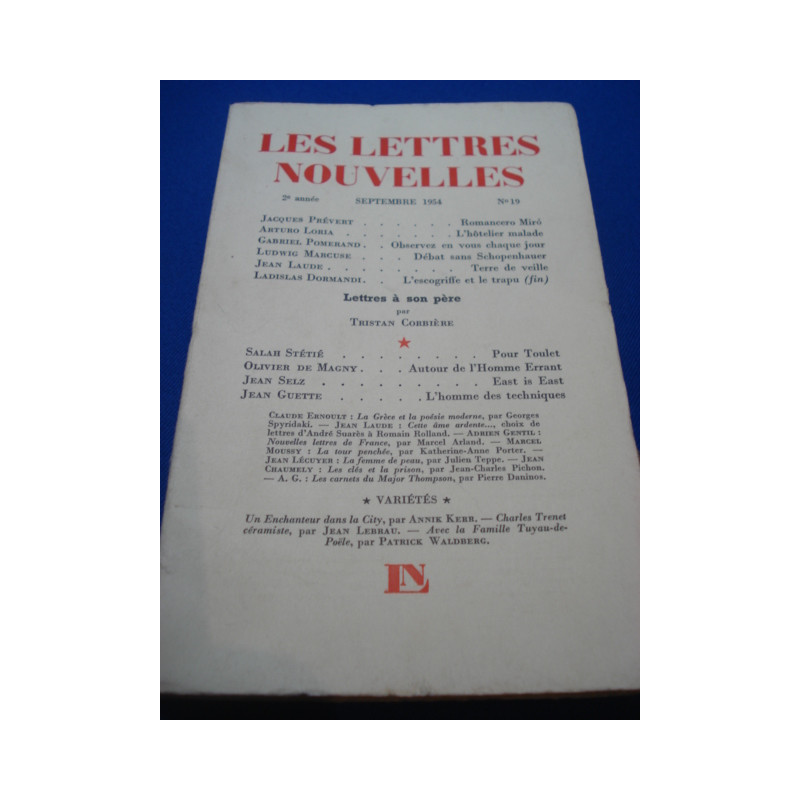 LES LETTRES
NOUVELLES
2e année SEPTEMBRE 1954 No 19
JACQUES PRÉVERT . . . . . . Romancero Miró
ARTURO LORIA . . . . . . . L'hôtelier malade
GABRIEL POMERAND . . Observez en vous chaque jour
LUDWIG MARCUSE . . . Débat sans Schopenhauer
JEAN LAUDE . . . . . . . . Terre de veille
LADISLAS DORMANDI . . L'escogriffe et le trapu (fin)
Lettres à son père
par
TRISTAN CORBIÈRE
★
SALAH STÉTIÉ . . . . . . . . Pour Toulet
OLIVIER DE MAGNY . . . Autour de l'Homme Errant
JEAN SELZ . . . . . . . . . East is East
JEAN GUETTE . . . . . . L'homme des techniques
CLAUDE ERNOULT : La Grèce et la poésie moderne, par Georges
Spyridaki. — JEAN LAUDE : Cette âme ardente..., choix de
lettres d'André Suarès à Romain Rolland. — ADRIEN GENTIL :
Nouvelles lettres de France, par Marcel Arland. — MARCEL
MOUSSY : La tour penchée, par Katherine-Anne Porter. —
JEAN LÉCUYER : La femme de peau, par Julien Teppe. — JEAN
CHAUMELY : Les clés et la prison, par Jean-Charles Pichon.
— A. G. : Les carnets du Major Thompson, par Pierre Daninos.
★ VARIÉTÉS ★
Un Enchanteur dans la City, par ANNIK KERR. — Charles Trenet
céramiste, par JEAN LEBRAU. — Avec la Famille Tuyau-de-
Poêle, par PATRICK WALDBERG.
LN